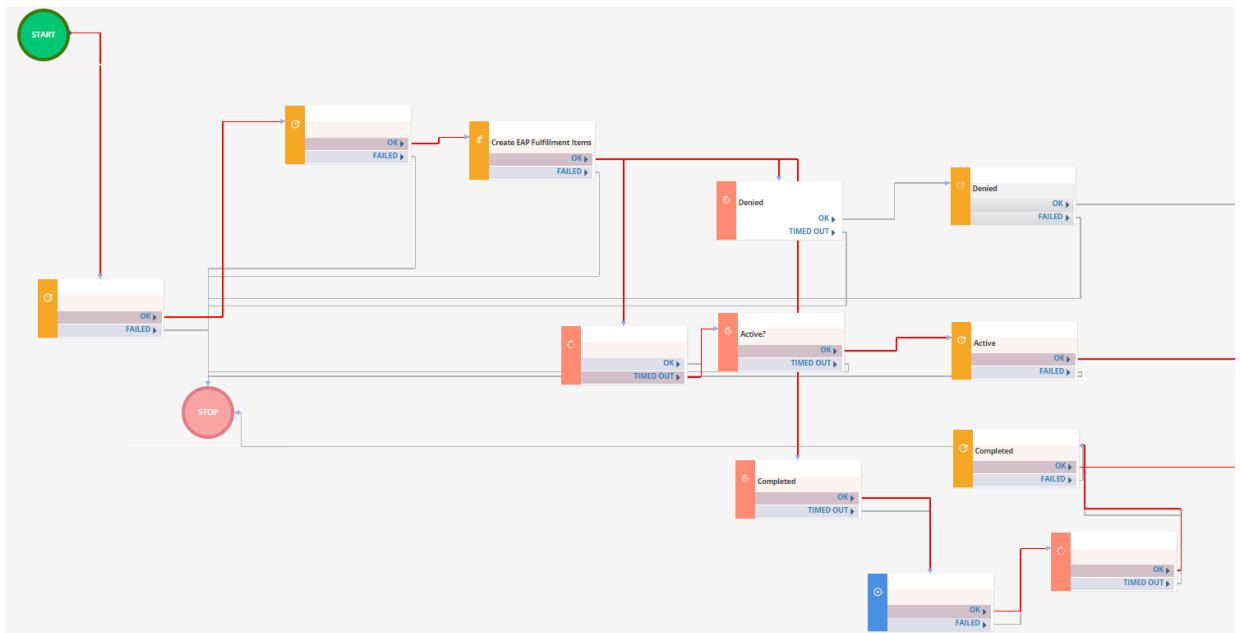 START
OK
FAILED
Create EAP Fulfillment Items
OK
FAILED
Denied
OK
TIMED OUT
Denied
OK
FAILED
OK
FAILED
OK
TIMED OUT
Active?
OK
TIMED OUT
Active
OK
FAILED
STOP
Completed
OK
FAILED
Completed
OK
TIMED OUT
OK
TIMED OUT
OK
FAILED